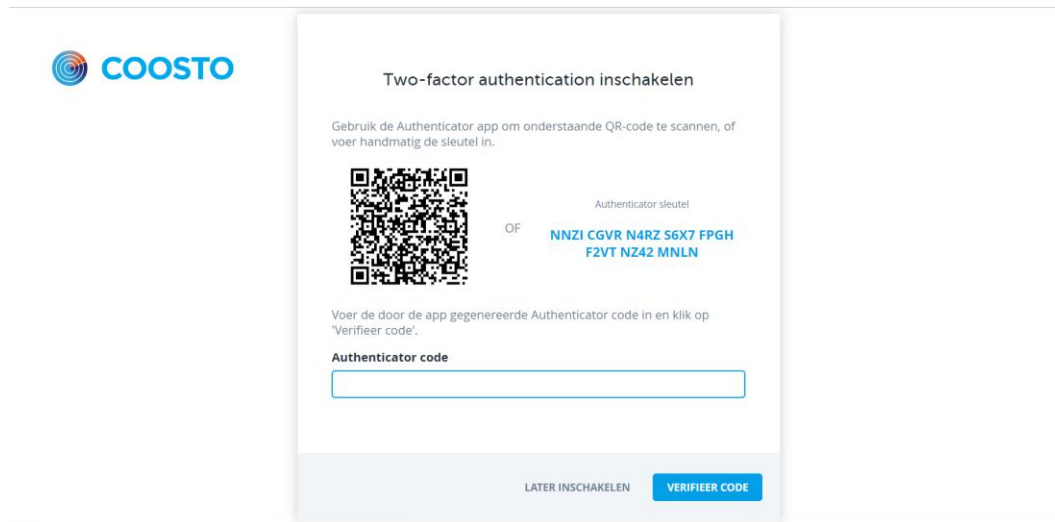 COOSTO
Two-factor authentication inschakelen
Gebruik de Authenticator app om onderstaande QR-code te scannen, of
voer handmatig de sleutel in.
Authenticator sleutel
OF
NNZI CGVR N4RZ S6X7 FPGH
F2VT NZ42 MNLN
Voer de door de app gegenereerde Authenticator code in en klik op
'Verifieer code'.
Authenticator code
LATER INSCHAKELEN
VERIFIEER CODE